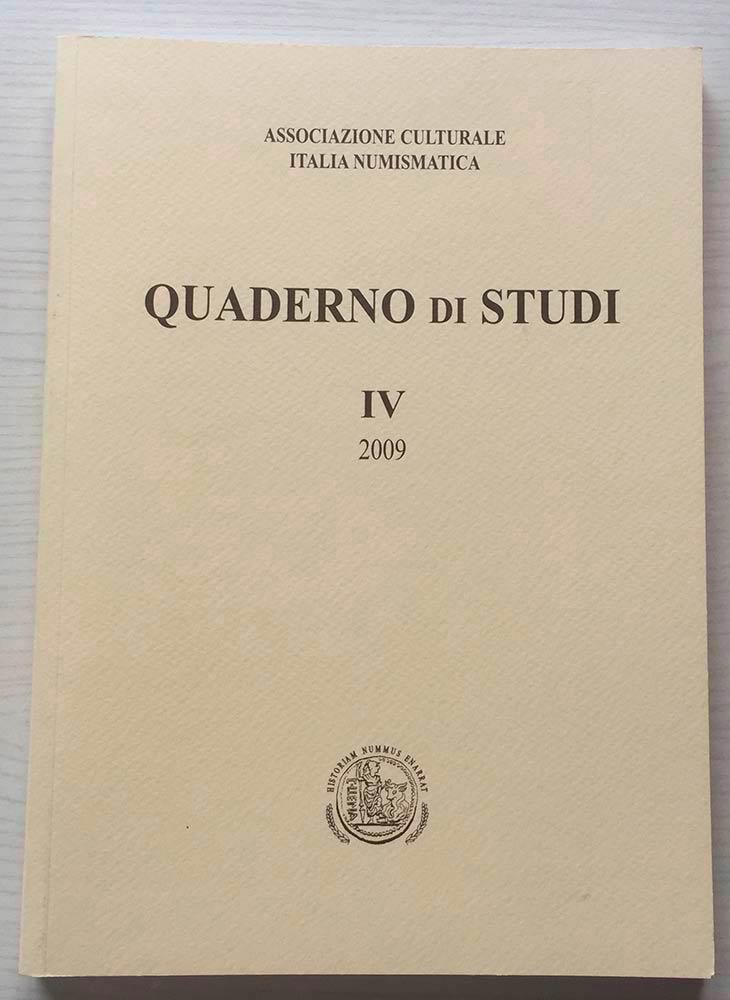 ASSOCIAZIONE CULTURALE
ITALIA NUMISMATICA
QUADERNO DI STUDI
IV
2009
HISTORIAM NUMMUS ENARRAT